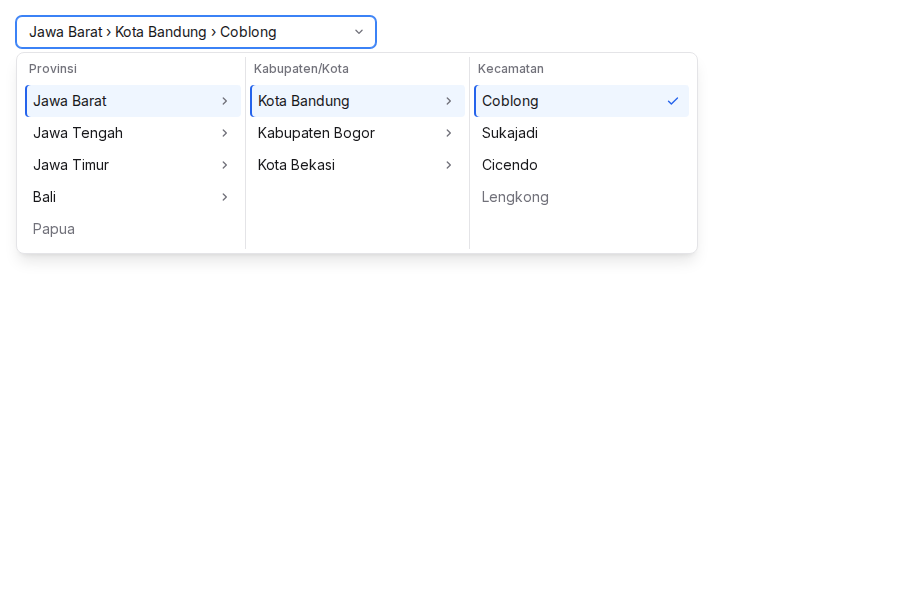 Jawa Barat › Kota Bandung › Coblong
Provinsi
Jawa Barat
Jawa Tengah
Jawa Timur
Bali
Papua
Kabupaten/Kota
Kota Bandung
Kabupaten Bogor
Kota Bekasi
Kecamatan
Coblong
Sukajadi
Cicendo
Lengkong